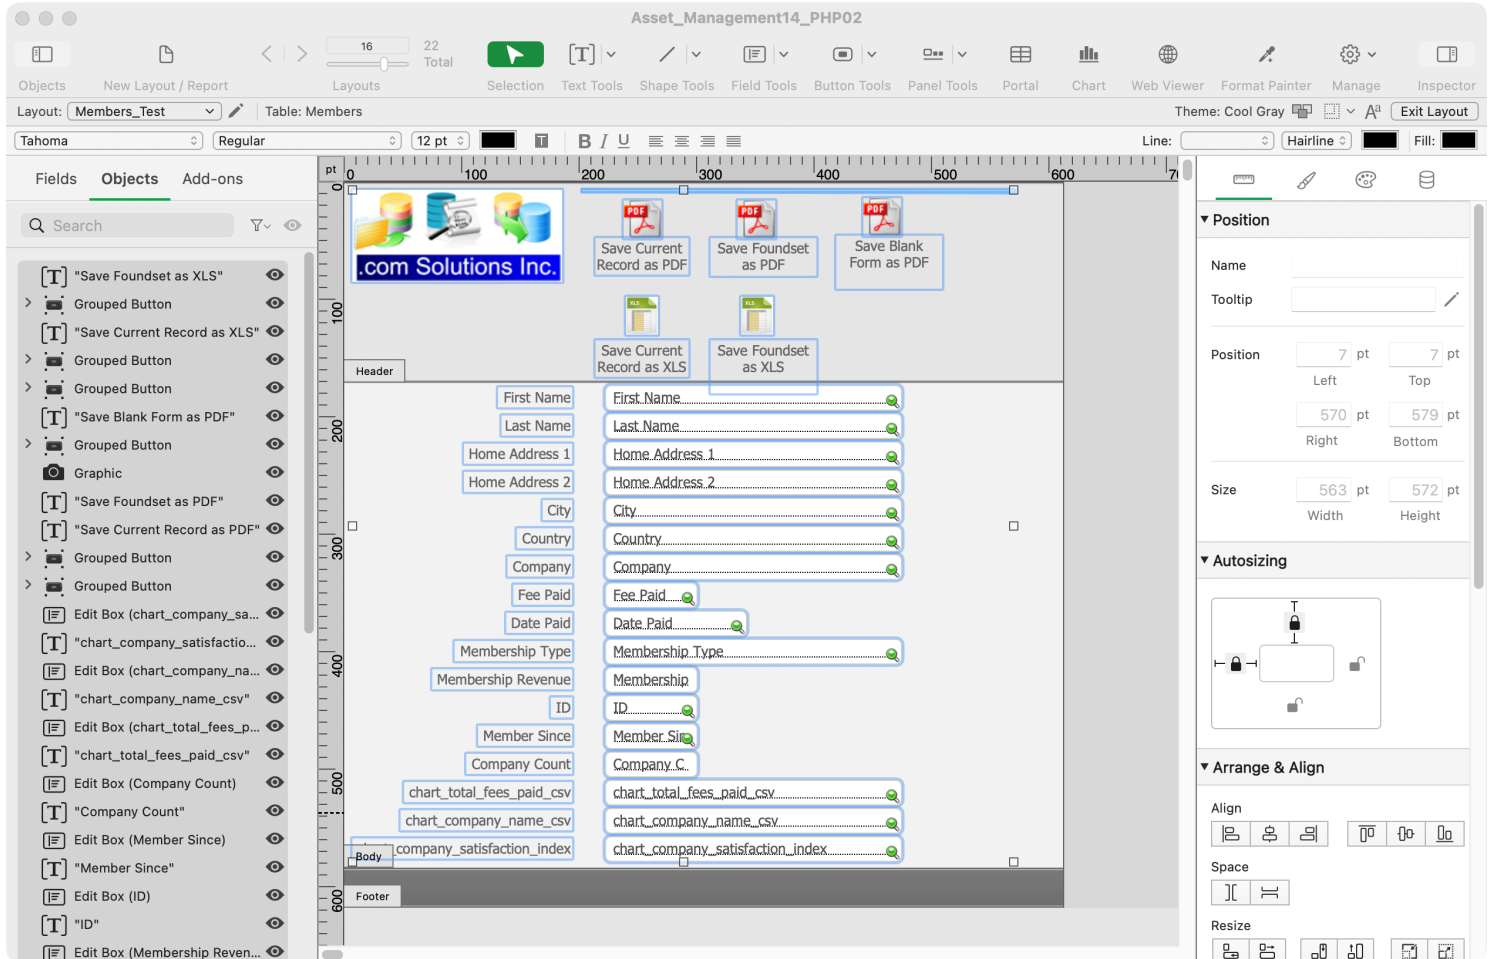 Asset_Management14_PHP02
16
22
Total
Objects
New Layout / Report
Layouts
Selection
Text Tools
Shape Tools
Field Tools
Button Tools
Panel Tools
Portal
Chart
Web Viewer
Format Painter
Manage
Inspector
Layout: Members_Test
Table: Members
Theme: Cool Gray
Aa
Exit Layout
Tahoma
Regular
12 pt
B I U
Line:
Hairline
Fill:
Fields
Objects
Add-ons
Search
"Save Foundset as XLS"
Grouped Button
"Save Current Record as XLS"
Grouped Button
Grouped Button
"Save Blank Form as PDF"
Grouped Button
Graphic
"Save Foundset as PDF"
"Save Current Record as PDF"
Grouped Button
Grouped Button
Edit Box (chart_company_sa...
"chart_company_satisfactio...
Edit Box (chart_company_na...
"chart_company_name_csv"
Edit Box (chart_total_fees_p...
"chart_total_fees_paid_csv"
Edit Box (Company Count)
"Company Count"
Edit Box (Member Since)
"Member Since"
Edit Box (ID)
"ID"
Edit Box (Membership Reven...
pt
0 100 200 300 400 500 600 70
0
100
200
300
400
500
600
.com Solutions Inc.
PDF
PDF
PDF
Save Current
Record as PDF
Save Foundset
as PDF
Save Blank
Form as PDF
XLS
XLS
Save Current
Record as XLS
Save Foundset
as XLS
Header
First Name First Name
Last Name Last Name
Home Address 1 Home Address 1
Home Address 2 Home Address 2
City City
Country Country
Company Company
Fee Paid Fee Paid
Date Paid Date Paid
Membership Type Membership Type
Membership Revenue Membership
ID ID
Member Since Member Sin
Company Count Company C
chart_total_fees_paid_csv chart_total_fees_paid_csv
chart_company_name_csv chart_company_name_csv
company_satisfaction_index chart_company_satisfaction_index
Body
Footer
Position
Name
Tooltip
Position
7 pt
7 pt
Left
Top
570 pt
579 pt
Right
Bottom
Size
563 pt
572 pt
Width
Height
Autosizing
Arrange & Align
Align
Space
Resize